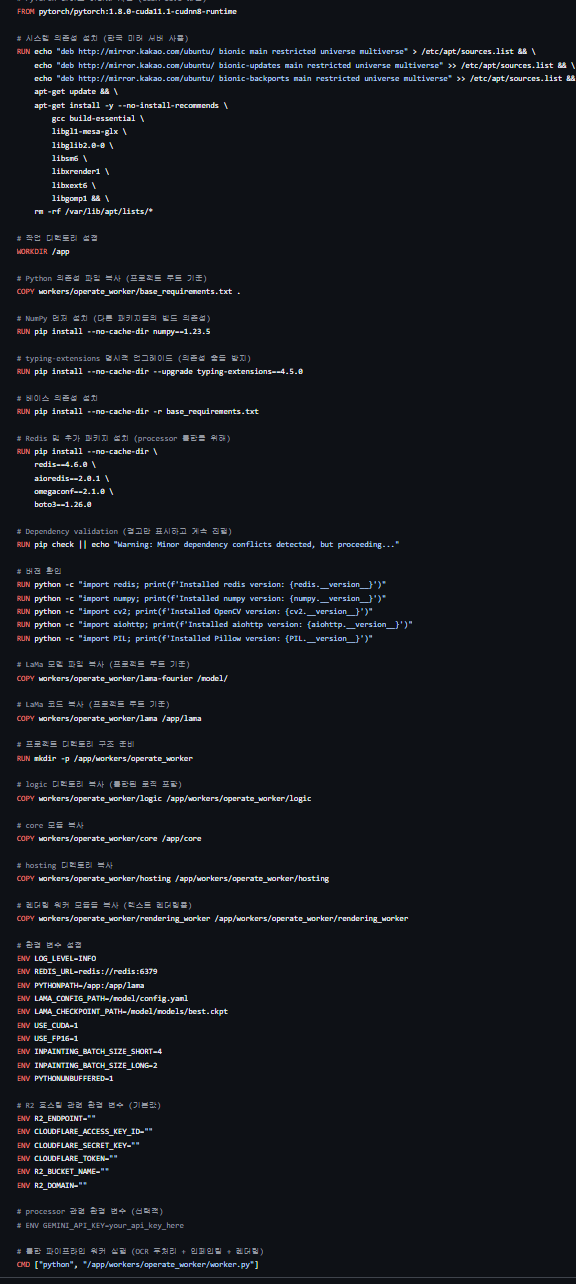 FROM pytorch/pytorch:1.8.0-cuda11.1-cudnn8-runtime
# 시스템 의존성 설치 (한국 미러 서버 사용)
RUN echo "deb http://mirror.kakao.com/ubuntu/ bionic main restricted universe multiverse" > /etc/apt/sources.list && \
    echo "deb http://mirror.kakao.com/ubuntu/ bionic-updates main restricted universe multiverse" >> /etc/apt/sources.list && \
    echo "deb http://mirror.kakao.com/ubuntu/ bionic-backports main restricted universe multiverse" >> /etc/apt/sources.list &&
    apt-get update && \
    apt-get install -y --no-install-recommends \
        gcc build-essential \
        libgl1-mesa-glx \
        libglib2.0-0 \
        libsm6 \
        libxrender1 \
        libxext6 \
        libgomp1 && \
    rm -rf /var/lib/apt/lists/*
# 작업 디렉토리 설정
WORKDIR /app
# Python 의존성 파일 복사 (프로젝트 루트 기준)
COPY workers/operate_worker/base_requirements.txt .
# NumPy 먼저 설치 (다른 패키지들의 빌드 의존성)
RUN pip install --no-cache-dir numpy==1.23.5
# typing-extensions 명시적 업그레이드 (의존성 충돌 방지)
RUN pip install --no-cache-dir --upgrade typing-extensions==4.5.0
# 베이스 의존성 설치
RUN pip install --no-cache-dir -r base_requirements.txt
# Redis 및 추가 패키지 설치 (processor 통합을 위해)
RUN pip install --no-cache-dir \
    redis==4.6.0 \
    aioredis==2.0.1 \
    omegaconf==2.1.0 \
    boto3==1.26.0
# Dependency validation (경고만 표시하고 계속 진행)
RUN pip check || echo "Warning: Minor dependency conflicts detected, but proceeding..."
# 버전 확인
RUN python -c "import redis; print(f'Installed redis version: {redis.__version__}')"
RUN python -c "import numpy; print(f'Installed numpy version: {numpy.__version__}')"
RUN python -c "import cv2; print(f'Installed OpenCV version: {cv2.__version__}')"
RUN python -c "import aiohttp; print(f'Installed aiohttp version: {aiohttp.__version__}')"
RUN python -c "import PIL; print(f'Installed Pillow version: {PIL.__version__}')"
# LaMa 모델 파일 복사 (프로젝트 루트 기준)
COPY workers/operate_worker/lama-fourier /model/
# LaMa 코드 복사 (프로젝트 루트 기준)
COPY workers/operate_worker/lama /app/lama
# 프로젝트 디렉토리 구조 준비
RUN mkdir -p /app/workers/operate_worker
# logic 디렉토리 복사 (통합된 로직 포함)
COPY workers/operate_worker/logic /app/workers/operate_worker/logic
# core 모듈 복사
COPY workers/operate_worker/core /app/core
# hosting 디렉토리 복사
COPY workers/operate_worker/hosting /app/workers/operate_worker/hosting
# 렌더링 워커 모듈들 복사 (텍스트 렌더링용)
COPY workers/operate_worker/rendering_worker /app/workers/operate_worker/rendering_worker
# 환경 변수 설정
ENV LOG_LEVEL=INFO
ENV REDIS_URL=redis://redis:6379
ENV PYTHONPATH=/app:/app/lama
ENV LAMA_CONFIG_PATH=/model/config.yaml
ENV LAMA_CHECKPOINT_PATH=/model/models/best.ckpt
ENV USE_CUDA=1
ENV USE_FP16=1
ENV INPAINTING_BATCH_SIZE_SHORT=4
ENV INPAINTING_BATCH_SIZE_LONG=2
ENV PYTHONUNBUFFERED=1
# R2 호스팅 관련 환경 변수 (기본값)
ENV R2_ENDPOINT=""
ENV CLOUDFLARE_ACCESS_KEY_ID=""
ENV CLOUDFLARE_SECRET_KEY=""
ENV CLOUDFLARE_TOKEN=""
ENV R2_BUCKET_NAME=""
ENV R2_DOMAIN=""
# processor 관련 환경 변수 (선택적)
# ENV GEMINI_API_KEY=your_api_key_here
# 통합 파이프라인 워커 실행 (OCR 후처리 + 인페인팅 + 렌더링)
CMD ["python", "/app/workers/operate_worker/worker.py"]